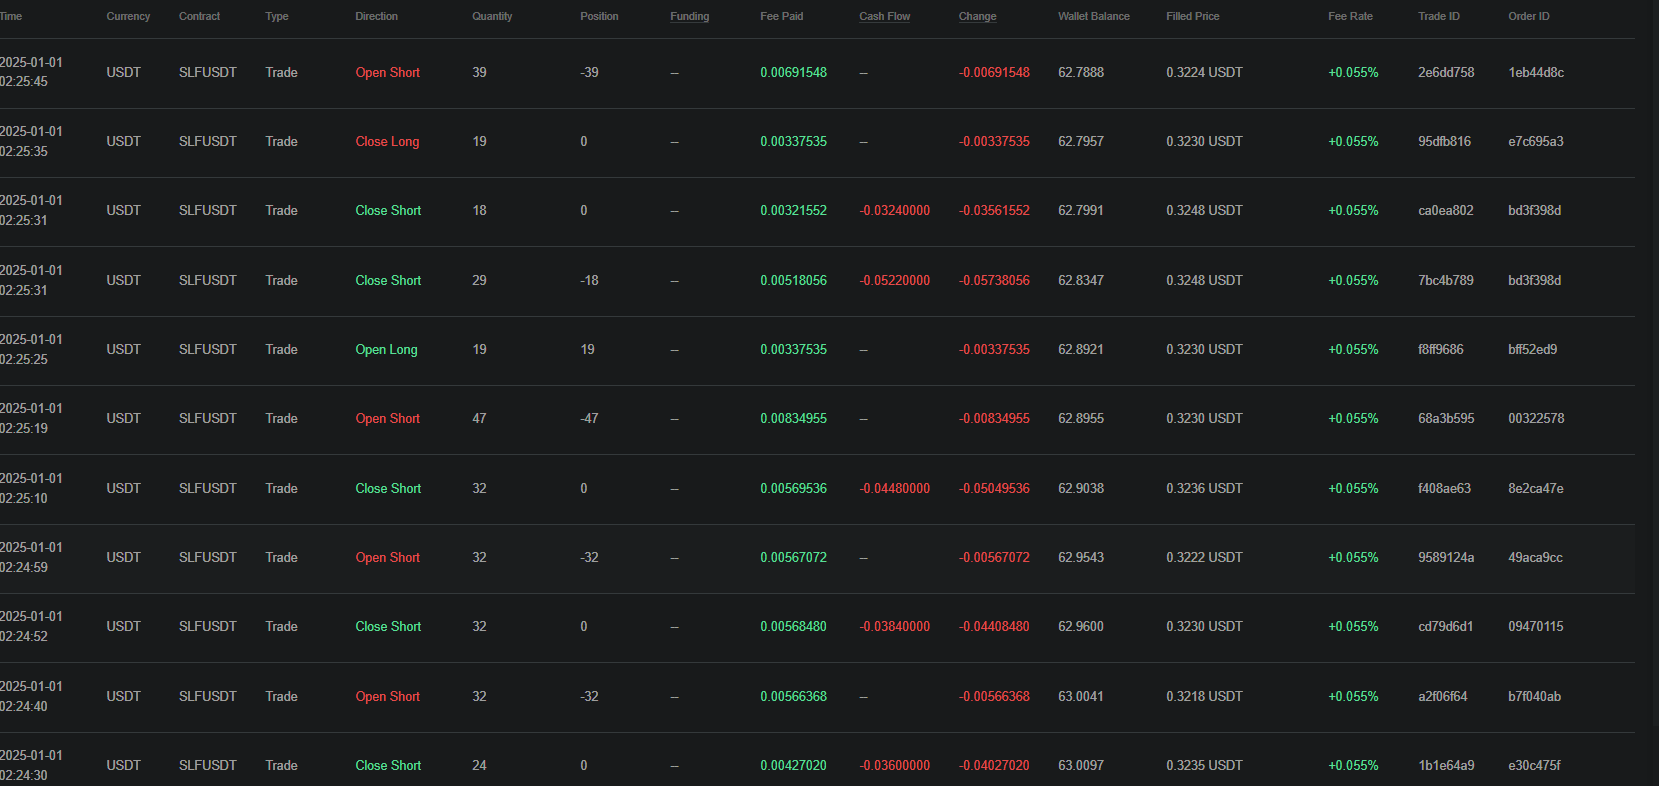 Time Currency Contract Type Direction Quantity Position Funding Fee Paid Cash Flow Change Wallet Balance Filled Price Fee Rate Trade ID Order ID
2025-01-01
02:25:45 USDT SLFUSDT Trade Open Short 39 -39 -- 0.00691548 -- -0.00691548 62.7888 0.3224 USDT +0.055% 2e6dd758 1eb44d8c
2025-01-01
02:25:35 USDT SLFUSDT Trade Close Long 19 0 -- 0.00337535 -- -0.00337535 62.7957 0.3230 USDT +0.055% 95dfb816 e7c695a3
2025-01-01
02:25:31 USDT SLFUSDT Trade Close Short 18 0 -- 0.00321552 -0.03240000 -0.03561552 62.7991 0.3248 USDT +0.055% ca0ea802 bd3f398d
2025-01-01
02:25:31 USDT SLFUSDT Trade Close Short 29 -18 -- 0.00518056 -0.05220000 -0.05738056 62.8347 0.3248 USDT +0.055% 7bc4b789 bd3f398d
2025-01-01
02:25:25 USDT SLFUSDT Trade Open Long 19 19 -- 0.00337535 -- -0.00337535 62.8921 0.3230 USDT +0.055% f8ff9686 bff52ed9
2025-01-01
02:25:19 USDT SLFUSDT Trade Open Short 47 -47 -- 0.00834955 -- -0.00834955 62.8955 0.3230 USDT +0.055% 68a3b595 00322578
2025-01-01
02:25:10 USDT SLFUSDT Trade Close Short 32 0 -- 0.00569536 -0.04480000 -0.05049536 62.9038 0.3236 USDT +0.055% f408ae63 8e2ca47e
2025-01-01
02:24:59 USDT SLFUSDT Trade Open Short 32 -32 -- 0.00567072 -- -0.00567072 62.9543 0.3222 USDT +0.055% 9589124a 49aca9cc
2025-01-01
02:24:52 USDT SLFUSDT Trade Close Short 32 0 -- 0.00568480 -0.03840000 -0.04408480 62.9600 0.3230 USDT +0.055% cd79d6d1 09470115
2025-01-01
02:24:40 USDT SLFUSDT Trade Open Short 32 -32 -- 0.00566368 -- -0.00566368 63.0041 0.3218 USDT +0.055% a2f06f64 b7f040ab
2025-01-01
02:24:30 USDT SLFUSDT Trade Close Short 24 0 -- 0.00427020 -0.03600000 -0.04027020 63.0097 0.3235 USDT +0.055% 1b1e64a9 e30c475f